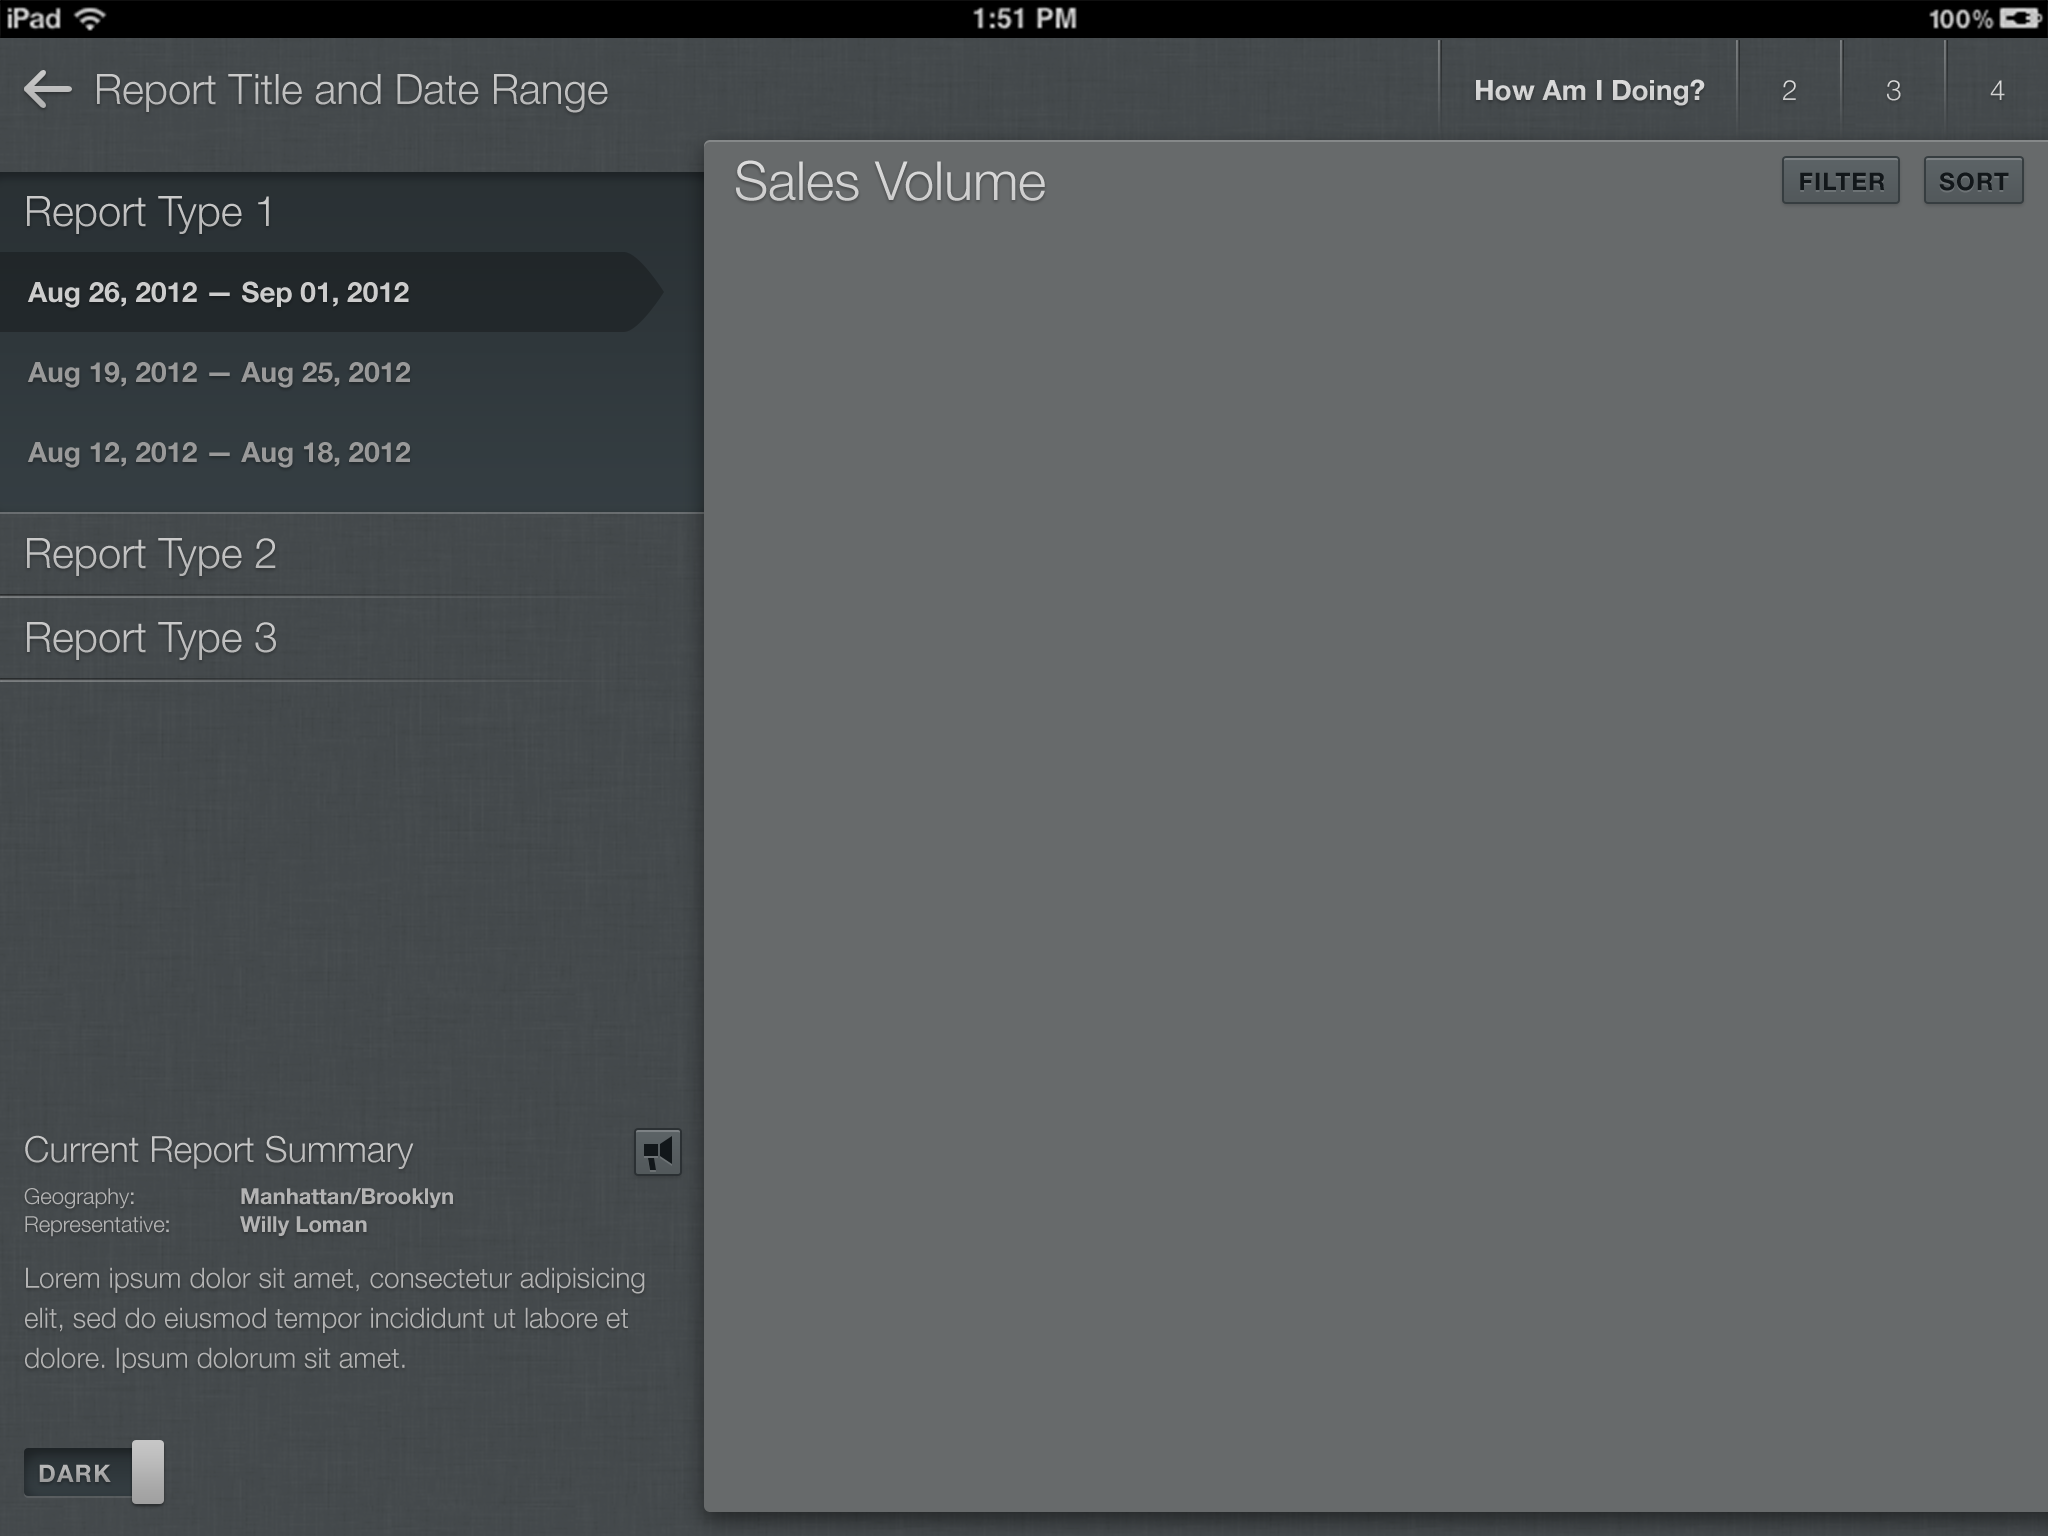 iPad
1:51 PM
100%
Report Title and Date Range
How Am I Doing?
2
3
4
Report Type 1
Aug 26, 2012 — Sep 01, 2012
Aug 19, 2012 — Aug 25, 2012
Aug 12, 2012 — Aug 18, 2012
Report Type 2
Report Type 3
Current Report Summary
Geography: Manhattan/Brooklyn
Representative: Willy Loman
Lorem ipsum dolor sit amet, consectetur adipisicing
elit, sed do eiusmod tempor incididunt ut labore et
dolore. Ipsum dolorum sit amet.
DARK
Sales Volume
FILTER
SORT